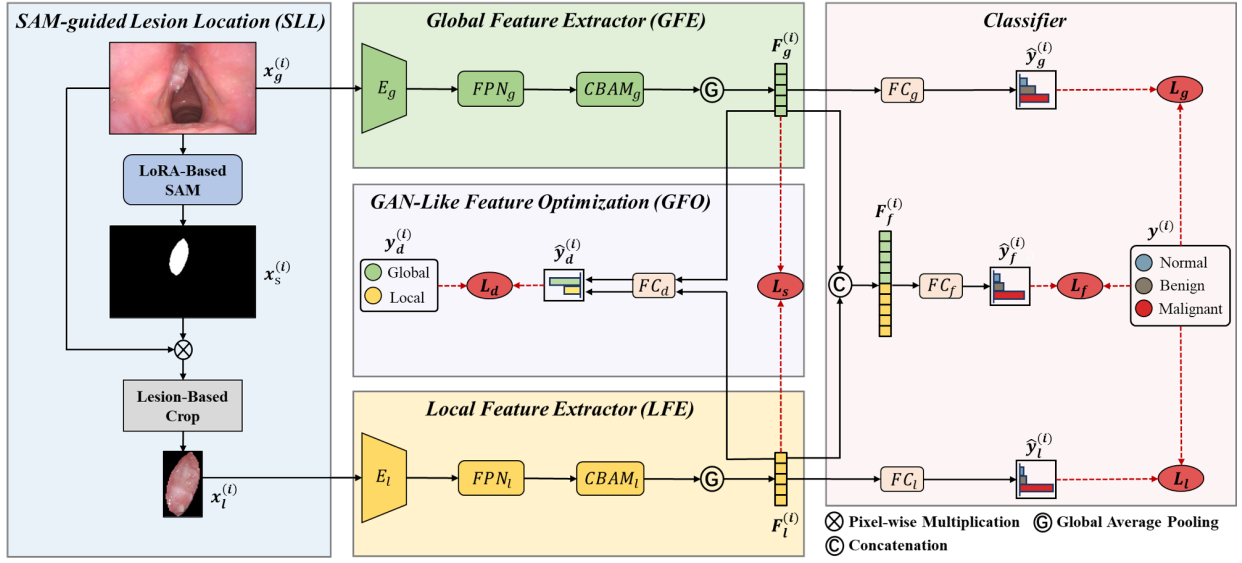 SAM-guided Lesion Location (SLL)
x_g^{(i)}
LoRA-Based
SAM
x_s^{(i)}
Lesion-Based
Crop
x_l^{(i)}
Global Feature Extractor (GFE)
E_g
FPN_g
CBAM_g
G
F_g^{(i)}
GAN-Like Feature Optimization (GFO)
y_d^{(i)}
Global
Local
L_d
ŷ_d^{(i)}
FC_d
L_s
Local Feature Extractor (LFE)
E_l
FPN_l
CBAM_l
G
F_l^{(i)}
Classifier
FC_g
ŷ_g^{(i)}
L_g
C
F_f^{(i)}
FC_f
ŷ_f^{(i)}
L_f
y^{(i)}
Normal
Benign
Malignant
FC_l
ŷ_l^{(i)}
L_l
Pixel-wise Multiplication
G Global Average Pooling
C Concatenation